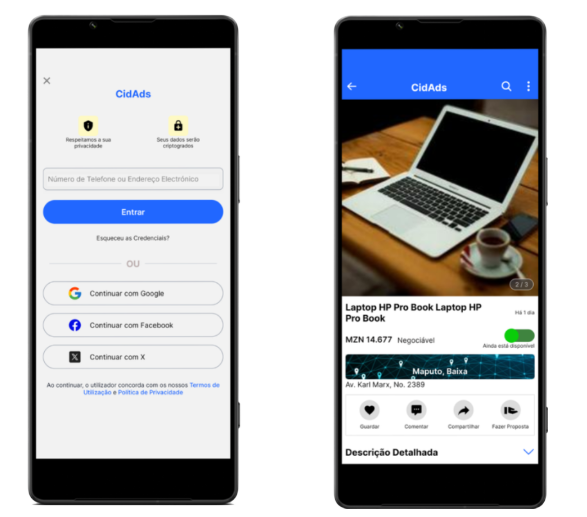 CidAds
Respeitamos a sua
privacidade
Seus dados serão
criptogrados
Número de Telefone ou Endereço Electrónico
Entrar
Esqueceu as Credenciais?
OU
Continuar com Google
Continuar com Facebook
Continuar com X
Ao continuar, o utilizador concorda com os nossos Termos de
Utilização e Política de Privacidade
CidAds
2/3
Laptop HP Pro Book Laptop HP
Pro Book
Há 1 dia
MZN 14.677 Negociável
Ainda está disponível
Maputo, Baixa
Av. Karl Marx, No. 2389
Guardar
Comentar
Compartilhar
Fazer Proposta
Descrição Detalhada